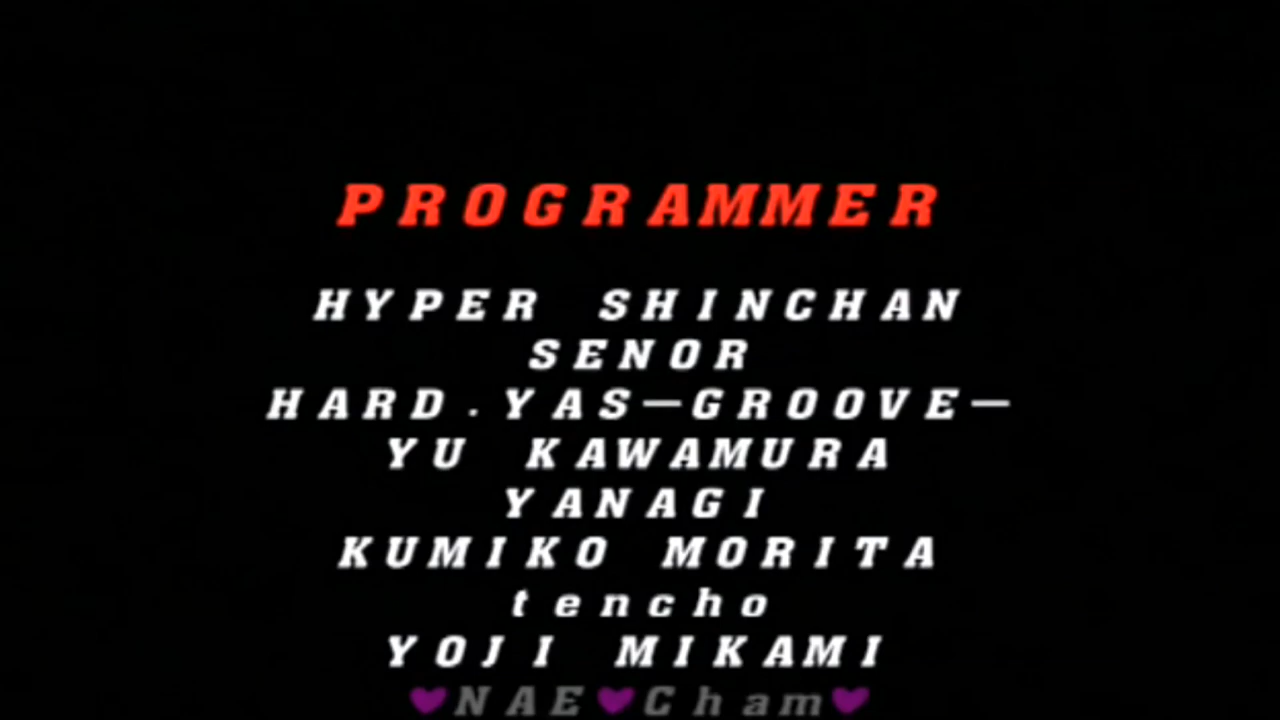 PROGRAMMER
HYPER SHINCHAN
SENOR
HARD.YAS—GROOVE—
YU KAWAMURA
YANAGI
KUMIKO MORITA
tencho
YOJI MIKAMI
♥NAE♥Cham♥